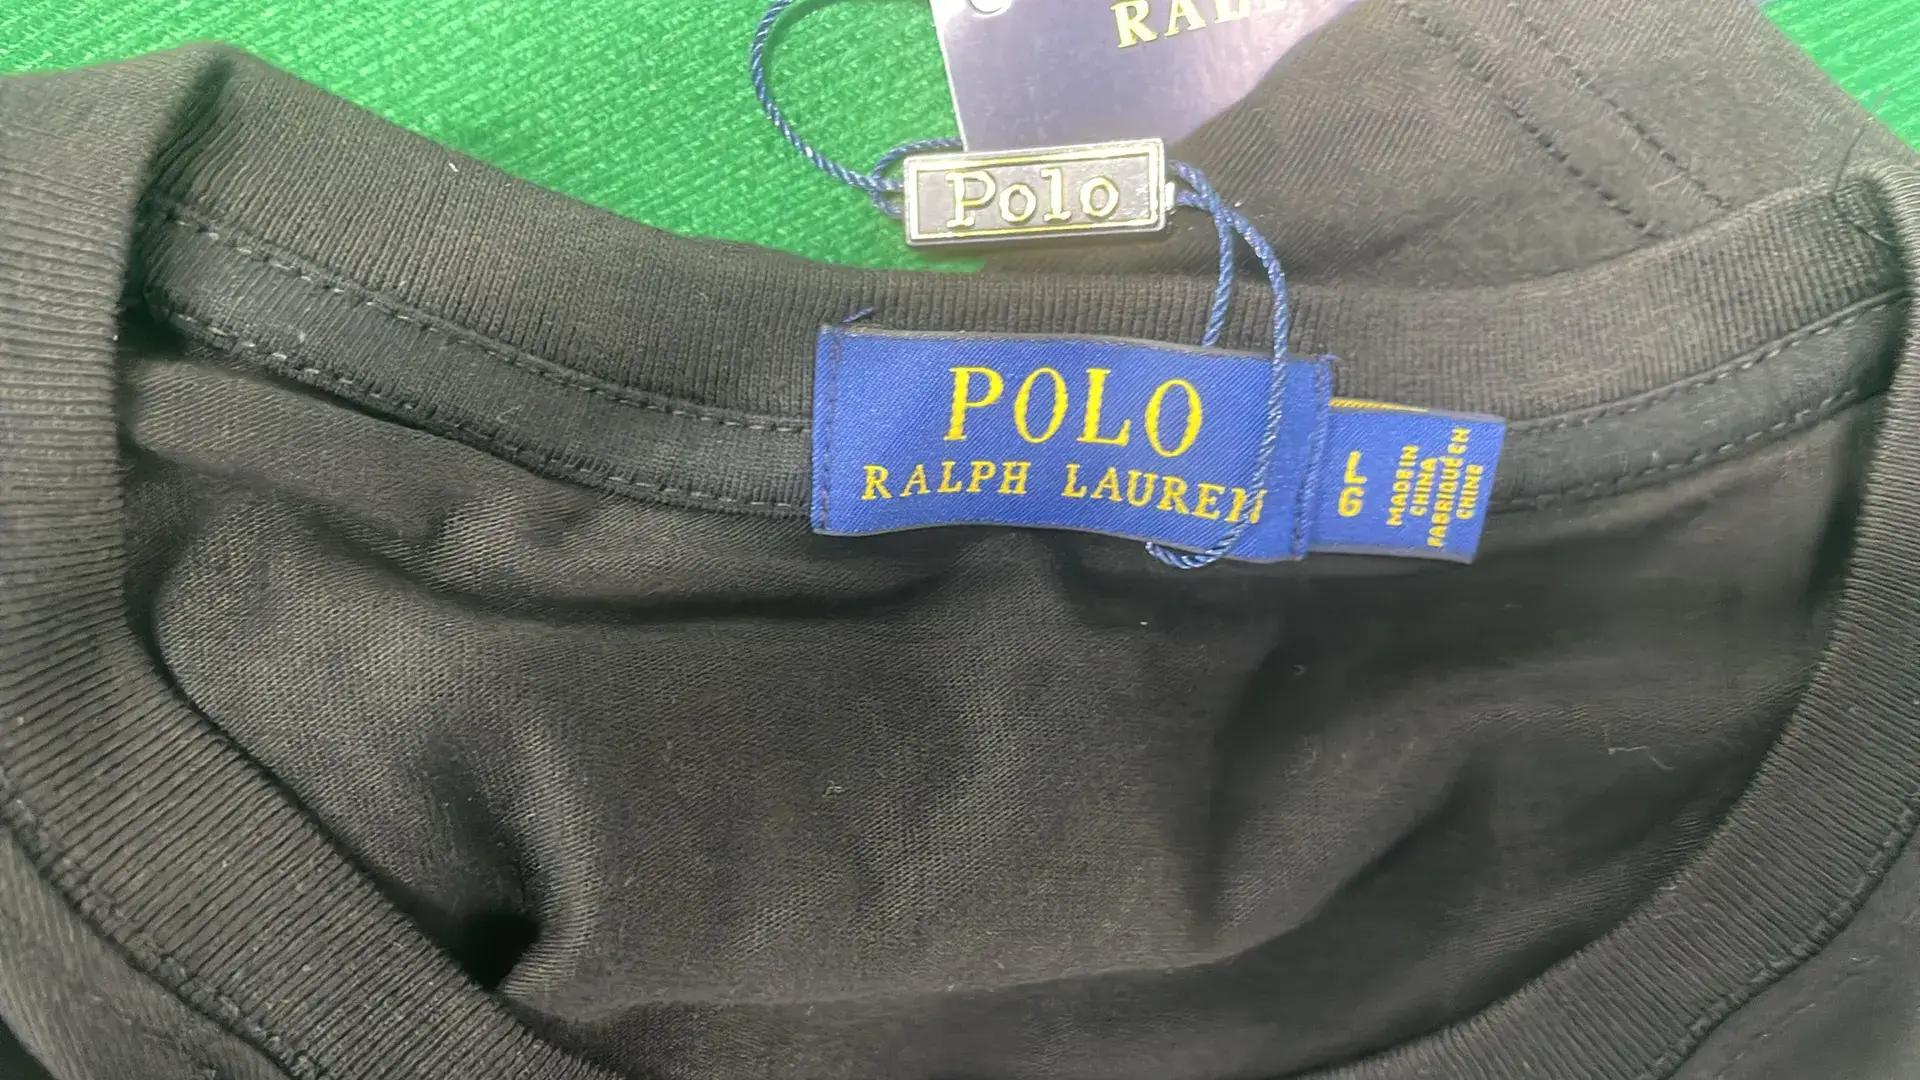 RAL
Polo
POLO
RALPH LAUREN
L
G
MADE IN
CHINA
FABRIQUÉ EN
CHINE